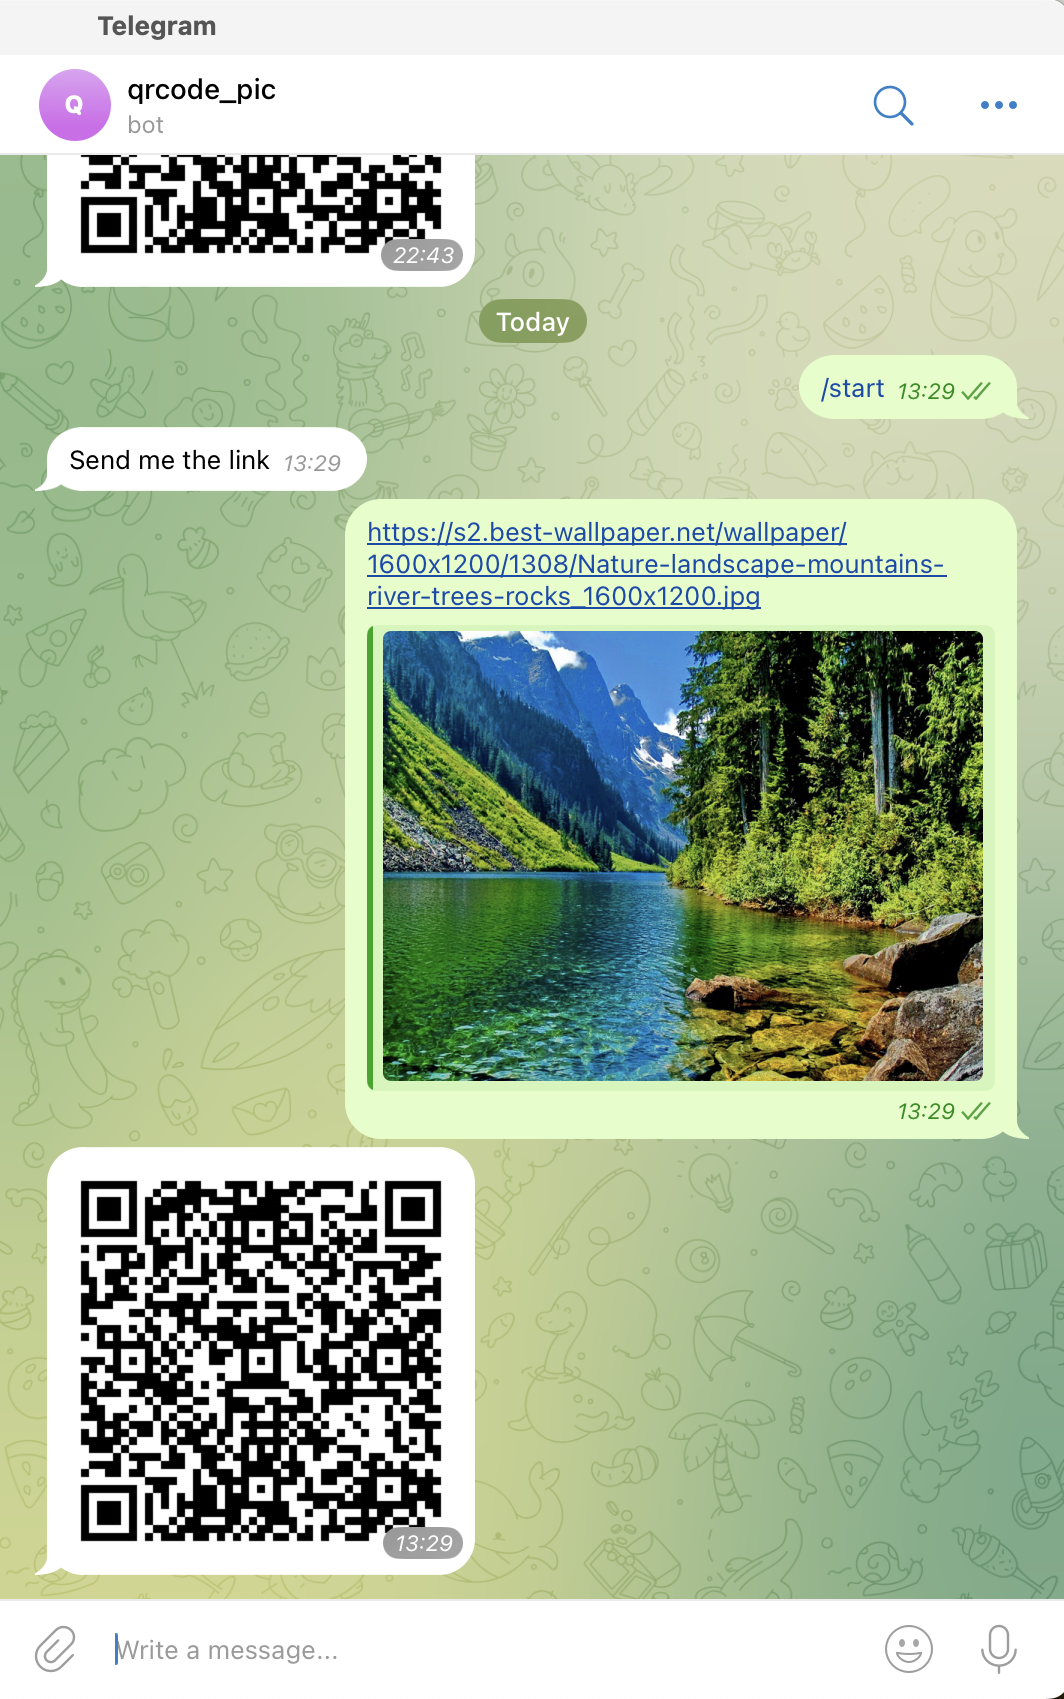 Telegram
Q
qrcode_pic
bot
22:43
Today
/start 13:29
Send me the link 13:29
https://s2.best-wallpaper.net/wallpaper/
1600x1200/1308/Nature-landscape-mountains-
river-trees-rocks_1600x1200.jpg
13:29
13:29
Write a message...